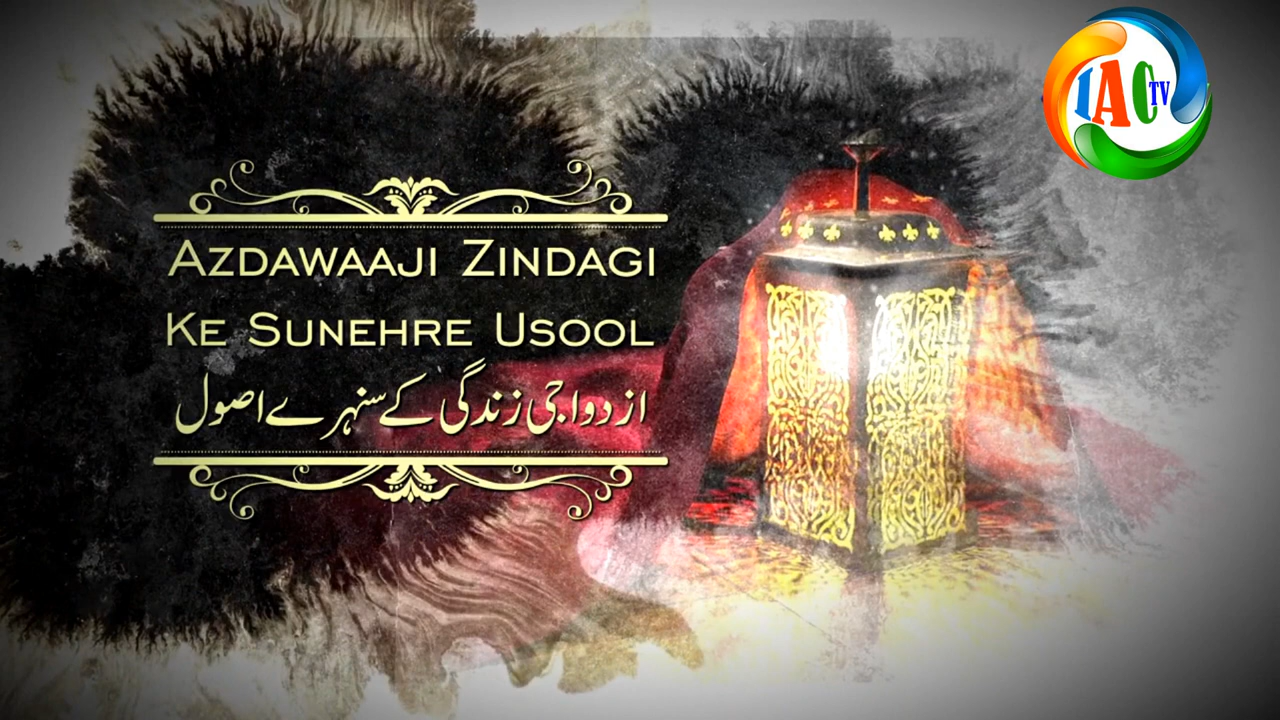 IAC TV
AZDAWAAJI ZINDAGI
KE SUNEHRE USOOL
ازدواجی زندگی کے سنہرے اصول